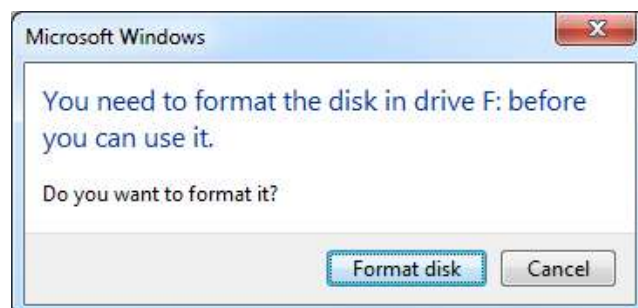 Microsoft Windows
You need to format the disk in drive F: before
you can use it.
Do you want to format it?
Format disk
Cancel